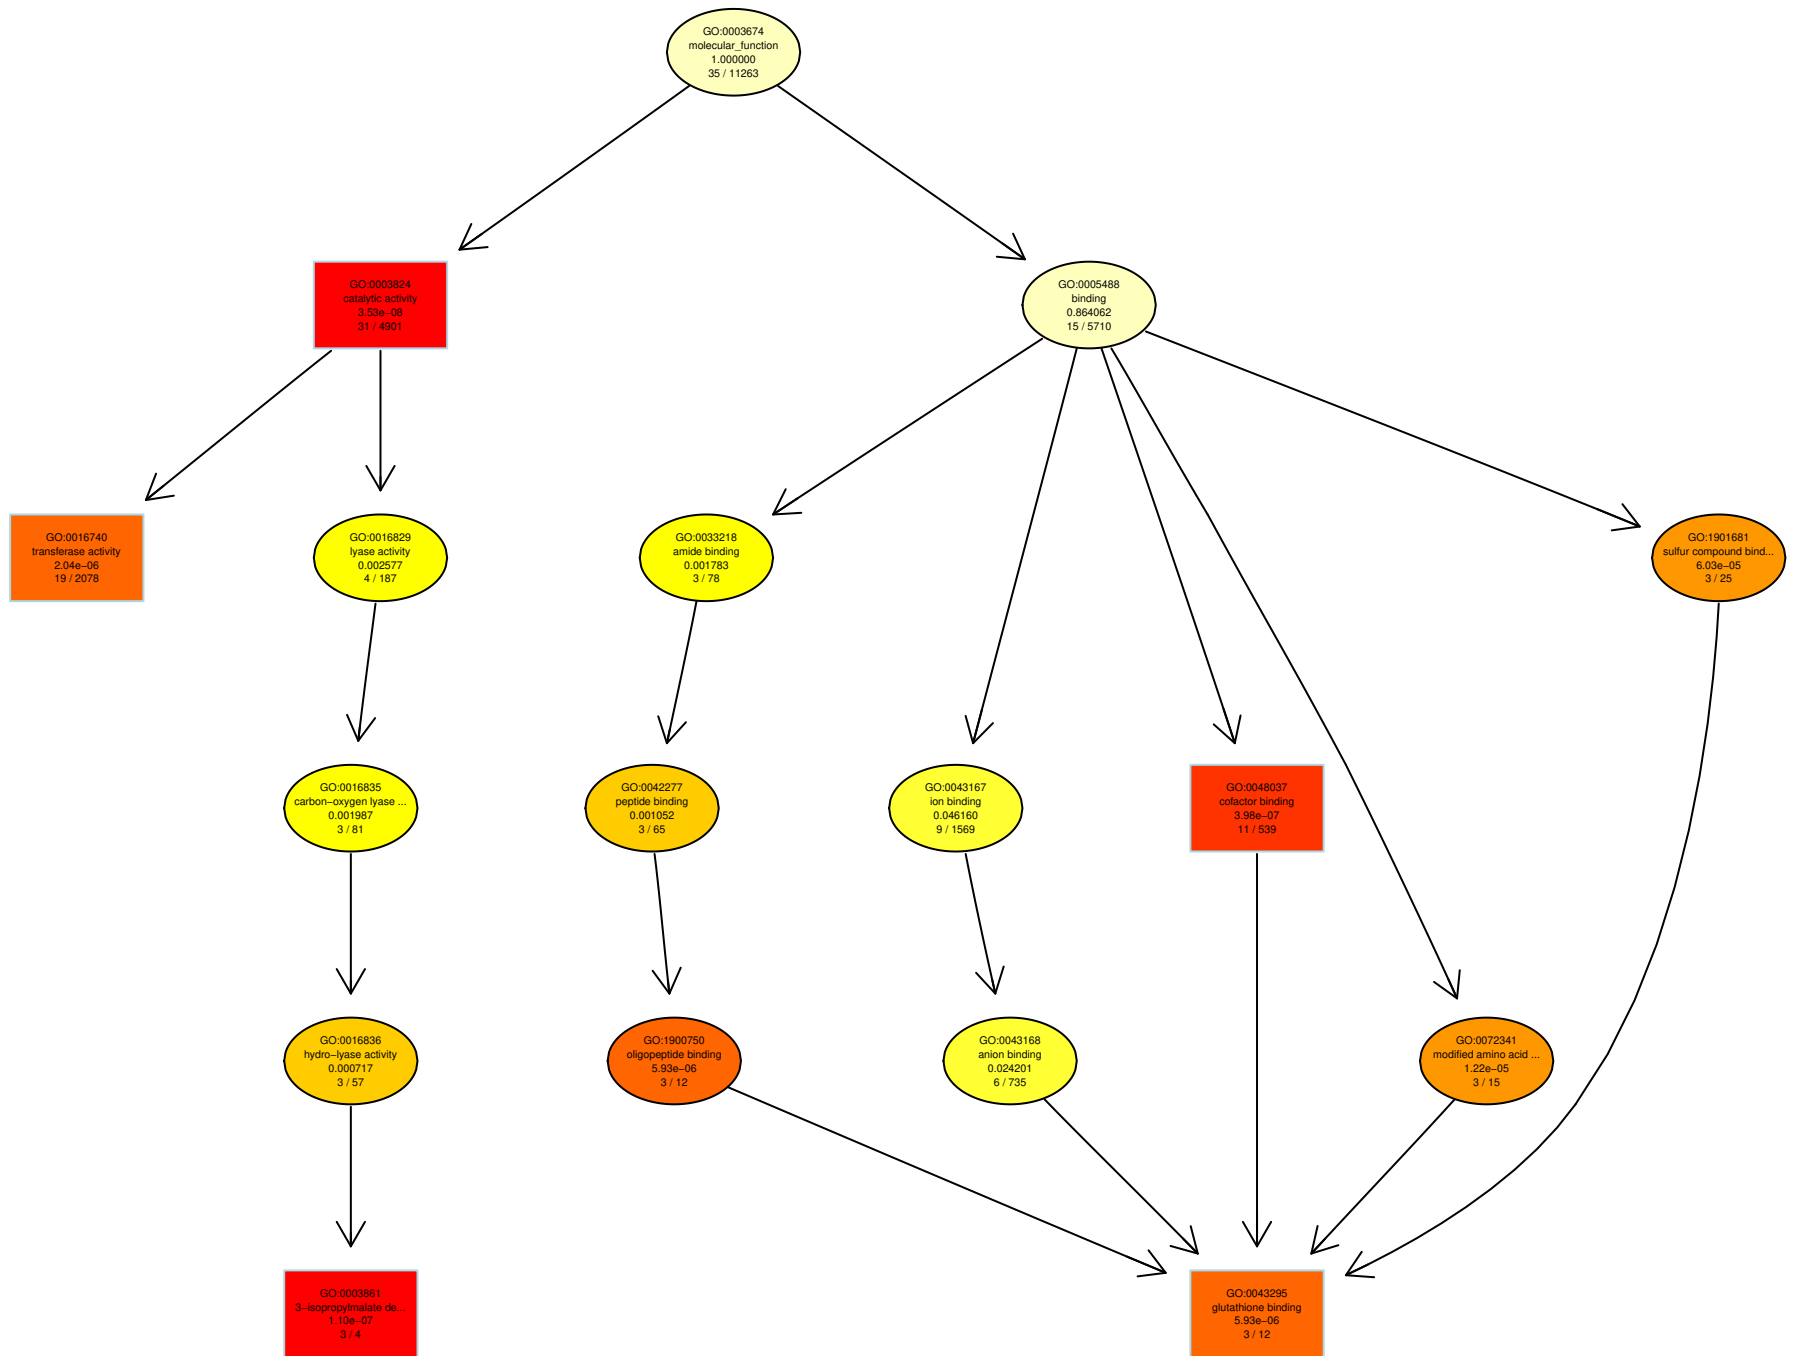 GO:0003674
molecular_function
1.000000
35 / 11263
GO:0003824
catalytic activity
3.53e−08
31 / 4901
GO:0005488
binding
0.864062
15 / 5710
GO:0016740
transferase activity
2.04e−06
19 / 2078
GO:0016829
lyase activity
0.002577
4 / 187
GO:0033218
amide binding
0.001783
3 / 78
GO:1901681
sulfur compound bind...
6.03e−05
3 / 25
GO:0016835
carbon−oxygen lyase ...
0.001987
3 / 81
GO:0042277
peptide binding
0.001052
3 / 65
GO:0043167
ion binding
0.046160
9 / 1569
GO:0048037
cofactor binding
3.98e−07
11 / 539
GO:0016836
hydro−lyase activity
0.000717
3 / 57
GO:1900750
oligopeptide binding
5.93e−06
3 / 12
GO:0043168
anion binding
0.024201
6 / 735
GO:0072341
modified amino acid ...
1.22e−05
3 / 15
GO:0003861
3−isopropylmalate de...
1.10e−07
3 / 4
GO:0043295
glutathione binding
5.93e−06
3 / 12